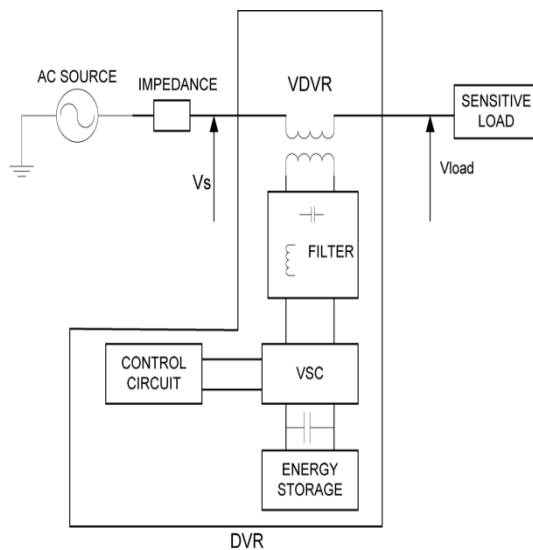 AC SOURCE
IMPEDANCE
VDVR
SENSITIVE
LOAD
Vs
Vload
FILTER
CONTROL
CIRCUIT
VSC
ENERGY
STORAGE
DVR